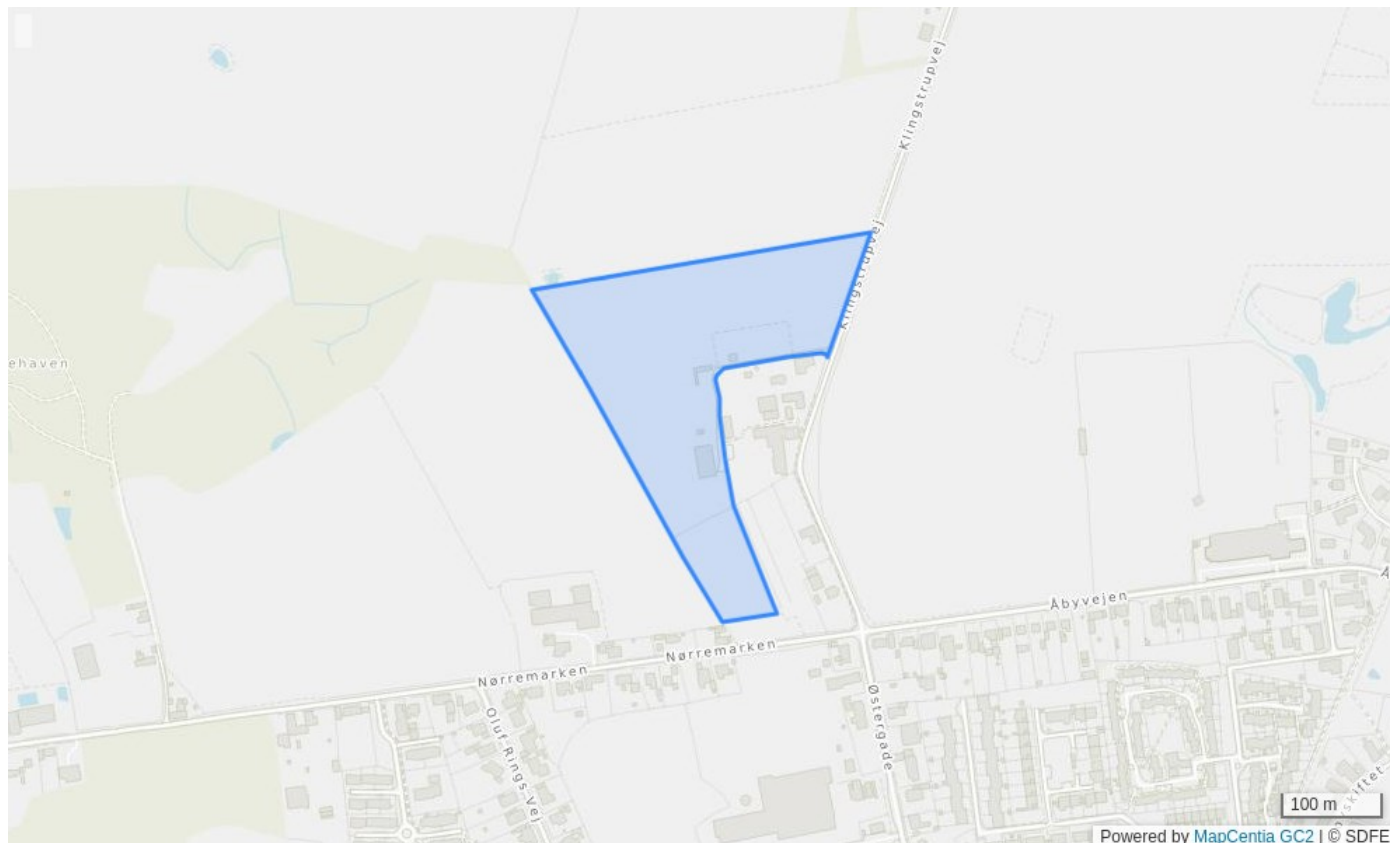 Klingstrupvej
Klingstrupvej
ehaven
Åbyvejen
Nørremarken
Nørremarken
Østergade
Oluf Rings Vej
skiftet
100 m
Powered by MapCentia GC2 | © SDFE